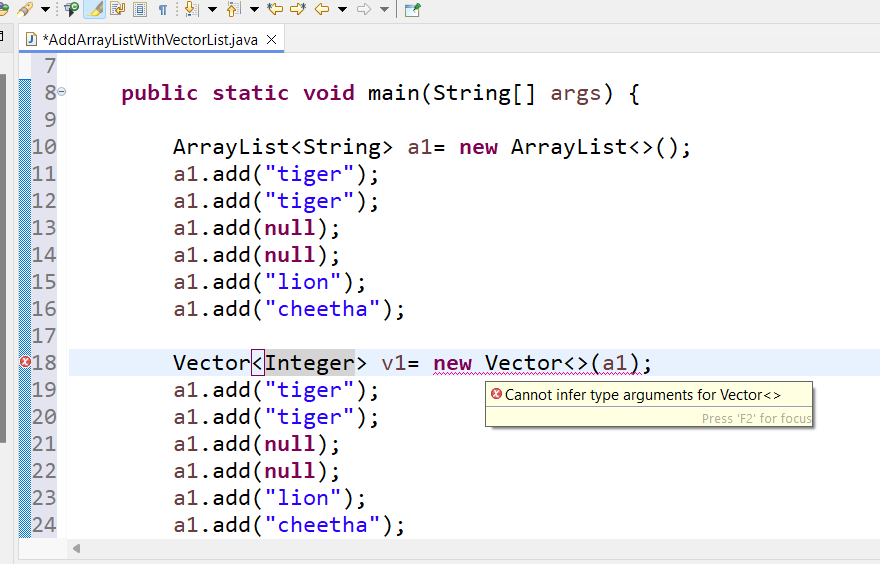 *AddArrayListWithVectorList.java
7
8 public static void main(String[] args) {
9
10 ArrayList<String> a1= new ArrayList<>();
11 a1.add("tiger");
12 a1.add("tiger");
13 a1.add(null);
14 a1.add(null);
15 a1.add("lion");
16 a1.add("cheetha");
17
18 Vector<Integer> v1= new Vector<>(a1);
19 a1.add("tiger");
Cannot infer type arguments for Vector<>
20 a1.add("tiger");
Press 'F2' for focus
21 a1.add(null);
22 a1.add(null);
23 a1.add("lion");
24 a1.add("cheetha");